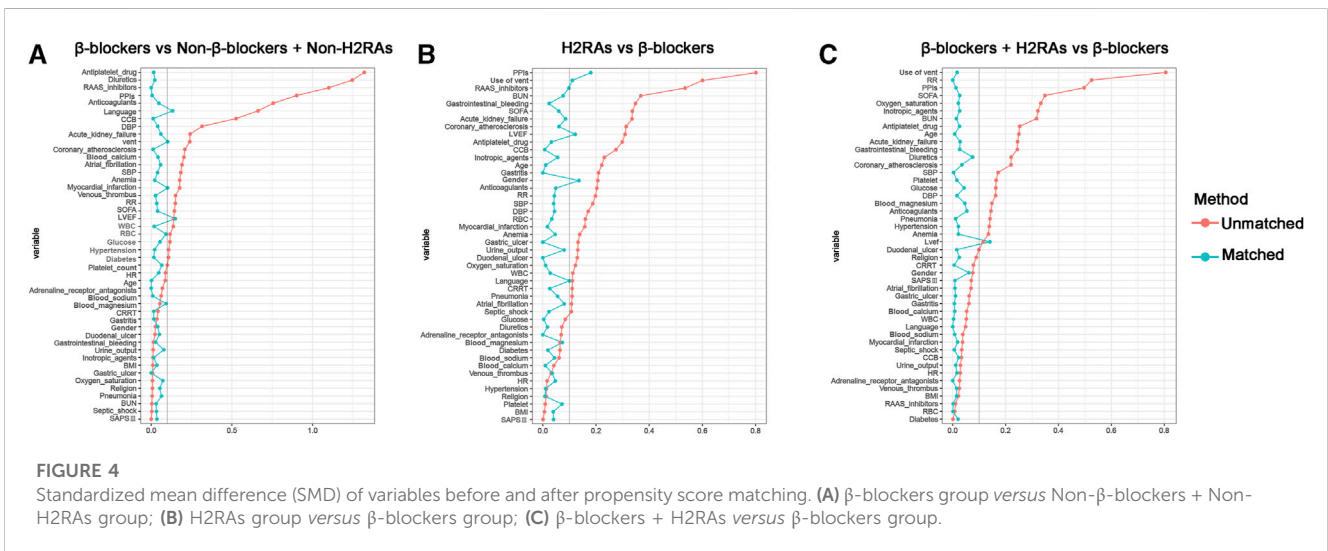 A
β-blockers vs Non-β-blockers + Non-H2RAs
variable
Antiplatelet_drug
Diuretics
RAAS_inhibitors
PPIs
Anticoagulants
Language
CCB
DBP
Acute_kidney_failure
vent
Coronary_atherosclerosis
Blood_calcium
Atrial_fibrillation
SBP
Anemia
Myocardial_infarction
Venous_thrombus
RR
SOFA
LVEF
WBC
RBC
Glucose
Hypertension
Diabetes
Platelet_count
HR
Age
Adrenaline_receptor_antagonists
Blood_sodium
Blood_magnesium
CRRT
Gastritis
Gender
Duodenal_ulcer
Gastrointestinal_bleeding
Urine_output
Inotropic_agents
BMI
Gastric_ulcer
Oxygen_saturation
Religion
Pneumonia
BUN
Septic_shock
SAPSⅡ
0.0 0.5 1.0
B
H2RAs vs β-blockers
variable
PPIs
Use of vent
RAAS_inhibitors
BUN
Gastrointestinal_bleeding
SOFA
Acute_kidney_failure
Coronary_atherosclerosis
LVEF
Antiplatelet_drug
CCB
Inotropic_agents
Age
Gastritis
Gender
Anticoagulants
RR
SBP
DBP
RBC
Myocardial_infarction
Anemia
Gastric_ulcer
Urine_output
Duodenal_ulcer
Oxygen_saturation
WBC
Language
CRRT
Pneumonia
Atrial_fibrillation
Septic_shock
Glucose
Diuretics
Adrenaline_receptor_antagonists
Blood_magnesium
Diabetes
Blood_sodium
Blood_calcium
Venous_thrombus
HR
Hypertension
Religion
Platelet
BMI
SAPSⅡ
0.0 0.2 0.4 0.6 0.8
C
β-blockers + H2RAs vs β-blockers
variable
Use of vent
RR
PPIs
SOFA
Oxygen_saturation
Inotropic_agents
BUN
Antiplatelet_drug
Age
Acute_kidney_failure
Gastrointestinal_bleeding
Diuretics
Coronary_atherosclerosis
SBP
Platelet
Glucose
DBP
Blood_magnesium
Anticoagulants
Pneumonia
Hypertension
Anemia
Lvef
Duodenal_ulcer
Religion
CRRT
Gender
SAPSⅡ
Atrial_fibrillation
Gastric_ulcer
Gastritis
Blood_calcium
WBC
Language
Blood_sodium
Myocardial_infarction
Septic_shock
CCB
Urine_output
HR
Adrenaline_receptor_antagonists
Venous_thrombus
BMI
RAAS_inhibitors
RBC
Diabetes
0.0 0.2 0.4 0.6 0.8
Method
Unmatched
Matched
FIGURE 4
Standardized mean difference (SMD) of variables before and after propensity score matching. (A) β-blockers group versus Non-β-blockers + Non-
H2RAs group; (B) H2RAs group versus β-blockers group; (C) β-blockers + H2RAs versus β-blockers group.